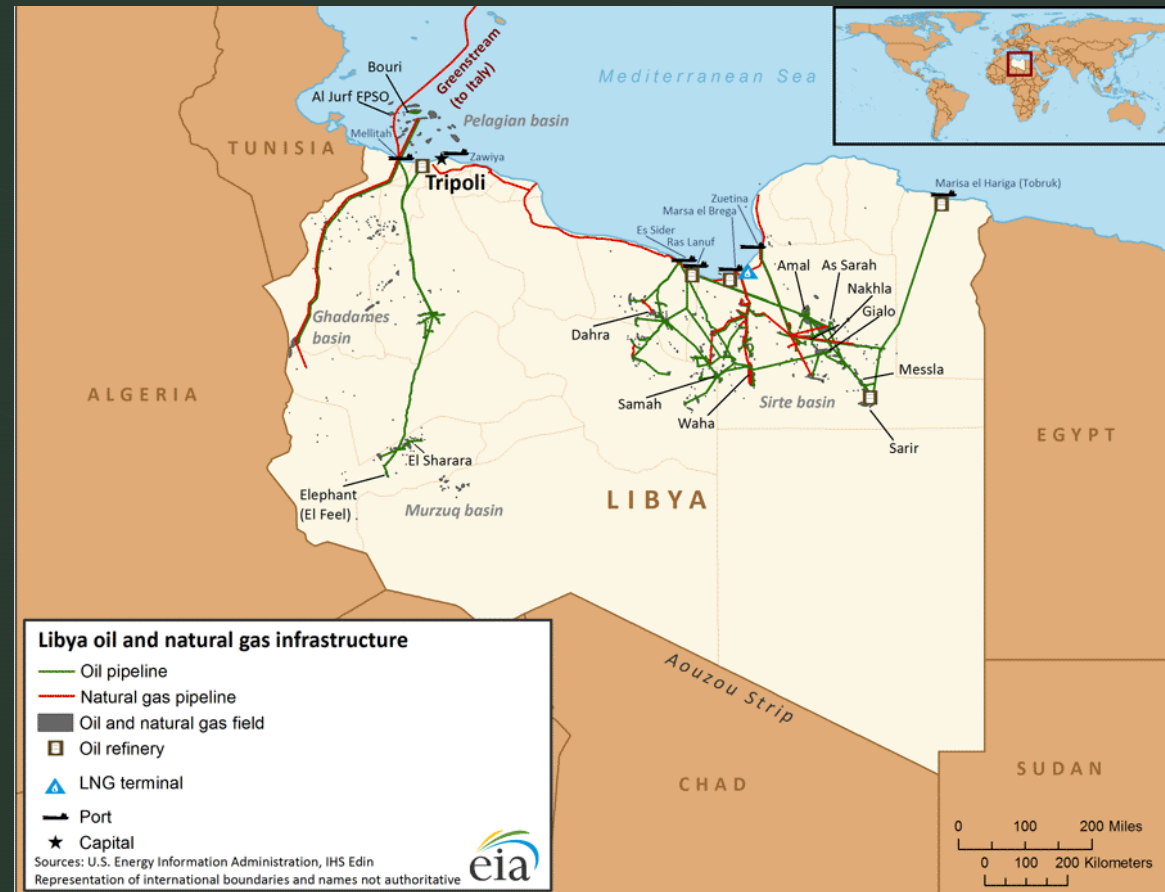 Bouri
Greenstream
(to Italy)
Mediterranean Sea
Al Jurf FPSO
Pelagian basin
Mellitah
TUNISIA
Zawiya
Tripoli
Marisa el Hariga (Tobruk)
Zuetina
Marsa el Brega
Es Sider
Ras Lanuf
Amal
As Sarah
Nakhla
Gialo
Ghadames
basin
Dahra
Messla
ALGERIA
Samah
Sirte basin
Waha
EGYPT
Sarir
El Sharara
Elephant
(El Feel)
LIBYA
Murzuq basin
Aouzou Strip
CHAD
SUDAN
Libya oil and natural gas infrastructure
Oil pipeline
Natural gas pipeline
Oil and natural gas field
Oil refinery
LNG terminal
Port
Capital
Sources: U.S. Energy Information Administration, IHS Edin
Representation of international boundaries and names not authoritative
eia
0 100 200 Miles
0 100 200 Kilometers